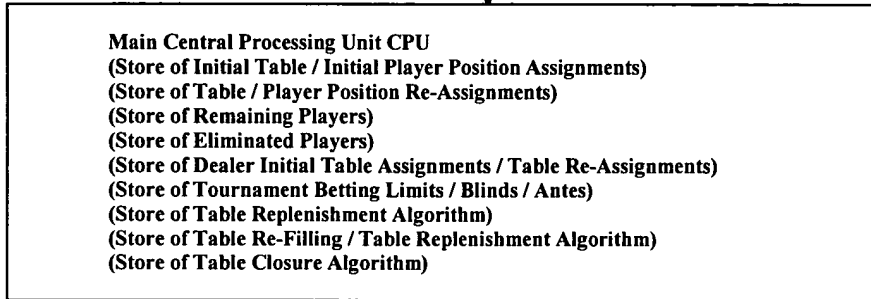 Main Central Processing Unit CPU
(Store of Initial Table / Initial Player Position Assignments)
(Store of Table / Player Position Re-Assignments)
(Store of Remaining Players)
(Store of Eliminated Players)
(Store of Dealer Initial Table Assignments / Table Re-Assignments)
(Store of Tournament Betting Limits / Blinds / Antes)
(Store of Table Replenishment Algorithm)
(Store of Table Re-Filling / Table Replenishment Algorithm)
(Store of Table Closure Algorithm)